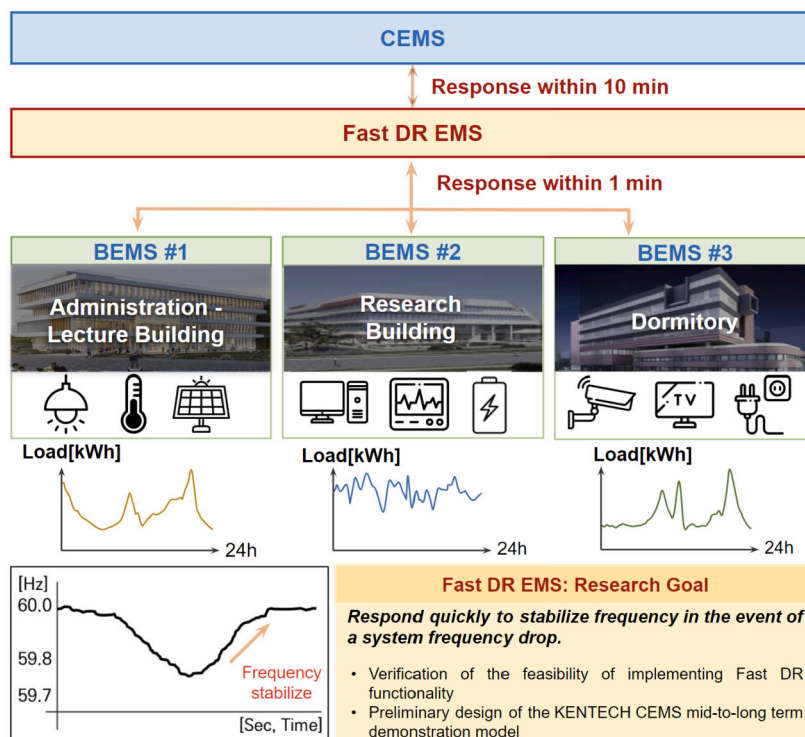 CEMS
Response within 10 min
Fast DR EMS
Response within 1 min
BEMS #1
BEMS #2
BEMS #3
Administration -
Lecture Building
Research
Building
Dormitory
TV
Load[kWh]
Load[kWh]
Load[kWh]
24h
24h
24h
[Hz]
60.0
59.8
59.7
Frequency
stabilize
[Sec, Time]
Fast DR EMS: Research Goal
Respond quickly to stabilize frequency in the event of
a system frequency drop.
• Verification of the feasibility of implementing Fast DR
functionality
• Preliminary design of the KENTECH CEMS mid-to-long term
demonstration model